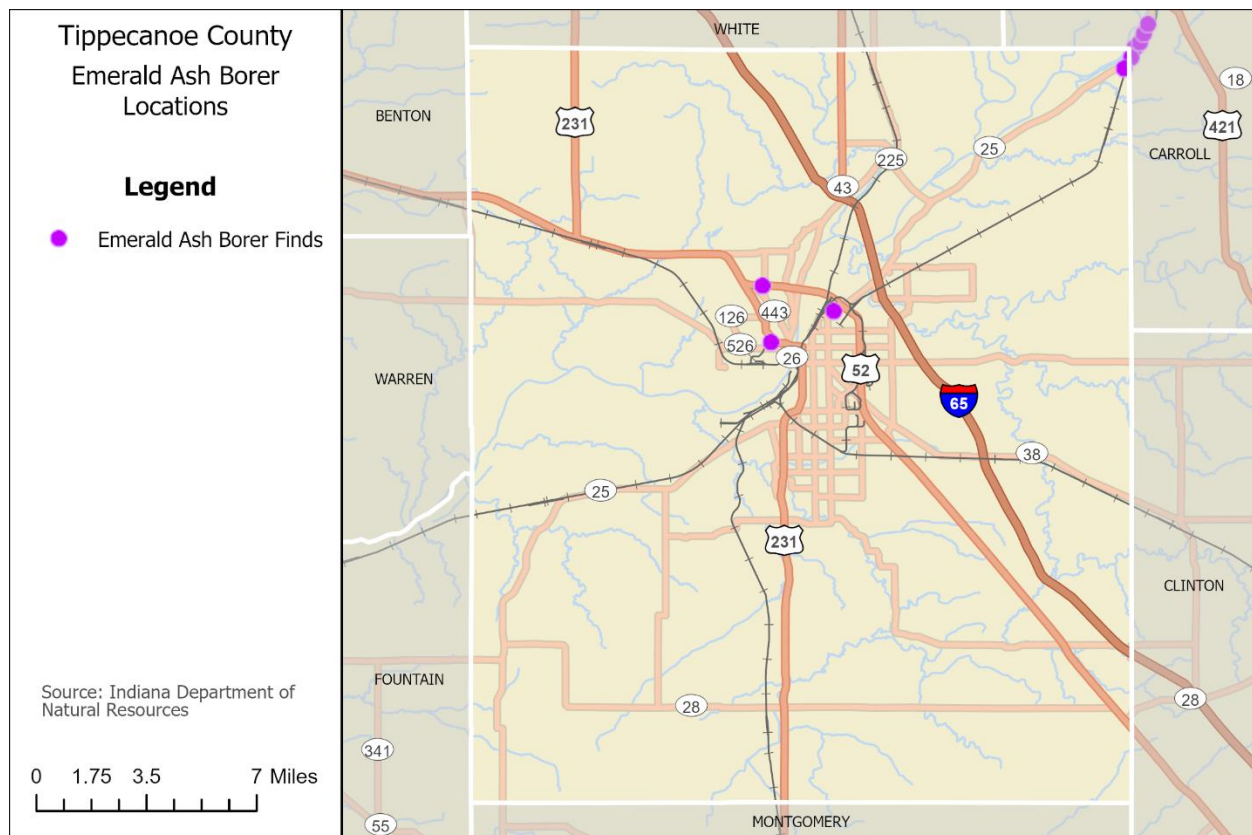 Tippecanoe County
Emerald Ash Borer
Locations
Legend
Emerald Ash Borer Finds
Source: Indiana Department of
Natural Resources
0 1.75 3.5 7 Miles
WHITE
18
BENTON
231
421
25
CARROLL
225
43
126
443
526
26
52
WARREN
65
38
25
231
CLINTON
FOUNTAIN
28
28
341
55
MONTGOMERY